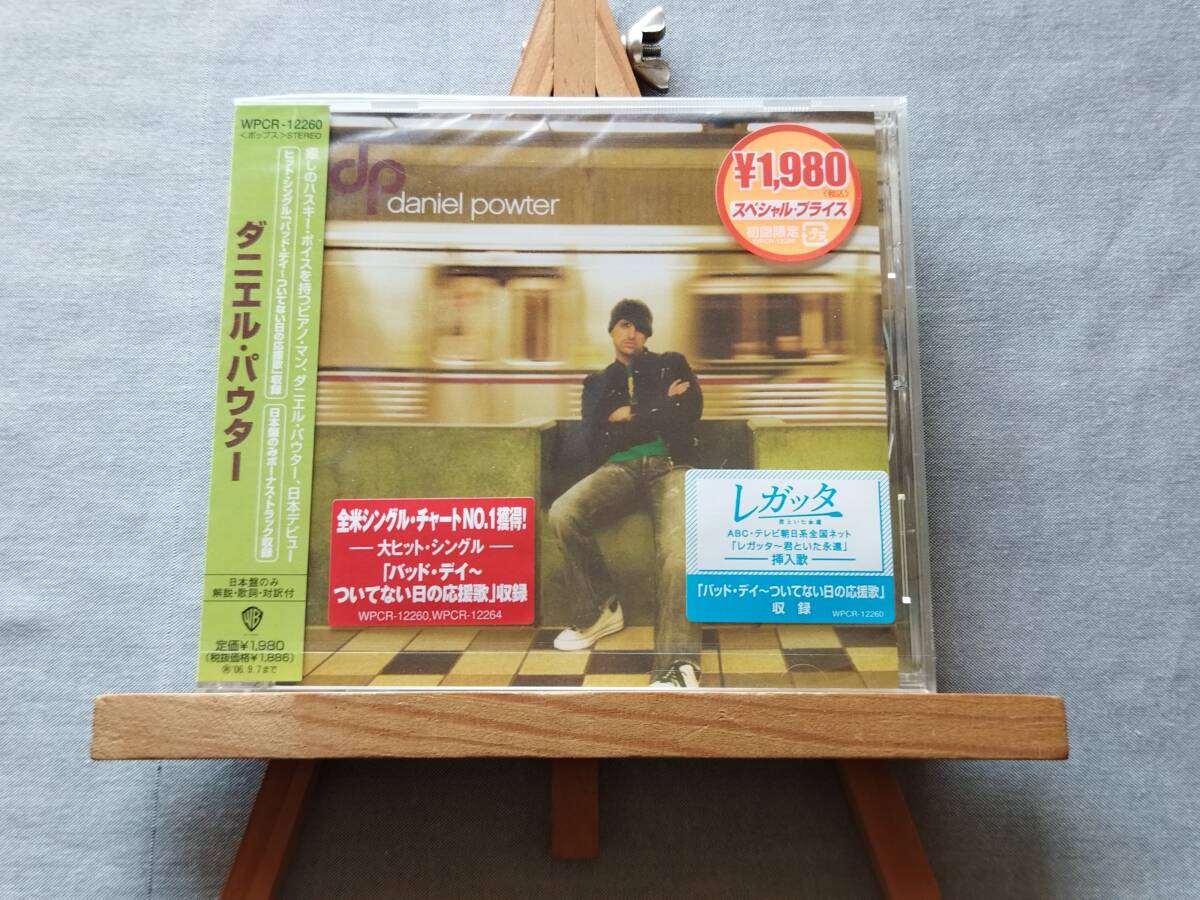 WPCR-12260
<ポップス>STEREO
癒しのハスキー・ボイスを持つピアノ・マン、ダニエル・パウター、日本デビュー
ヒット・シングル「バッド・デイ〜ついてない日の応援歌」収録
日本盤のみボーナス・トラック収録
ダニエル・パウター
日本盤のみ
解説・歌詞・対訳付
WB
定価¥1,980
(税抜価格¥1,886)
'06.9.7まで
dp
daniel powter
¥1,980
(税込)
スペシャル・プライス
初回限定
プラ
WPCR-12260
全米シングル・チャートNO.1獲得!
大ヒット・シングル
「バッド・デイ〜
ついてない日の応援歌」収録
WPCR-12260,WPCR-12264
レガッタ
君といた永遠
ABC・テレビ朝日系全国ネット
「レガッタ〜君といた永遠」
挿入歌
「バッド・デイ〜ついてない日の応援歌」
収録
WPCR-12260